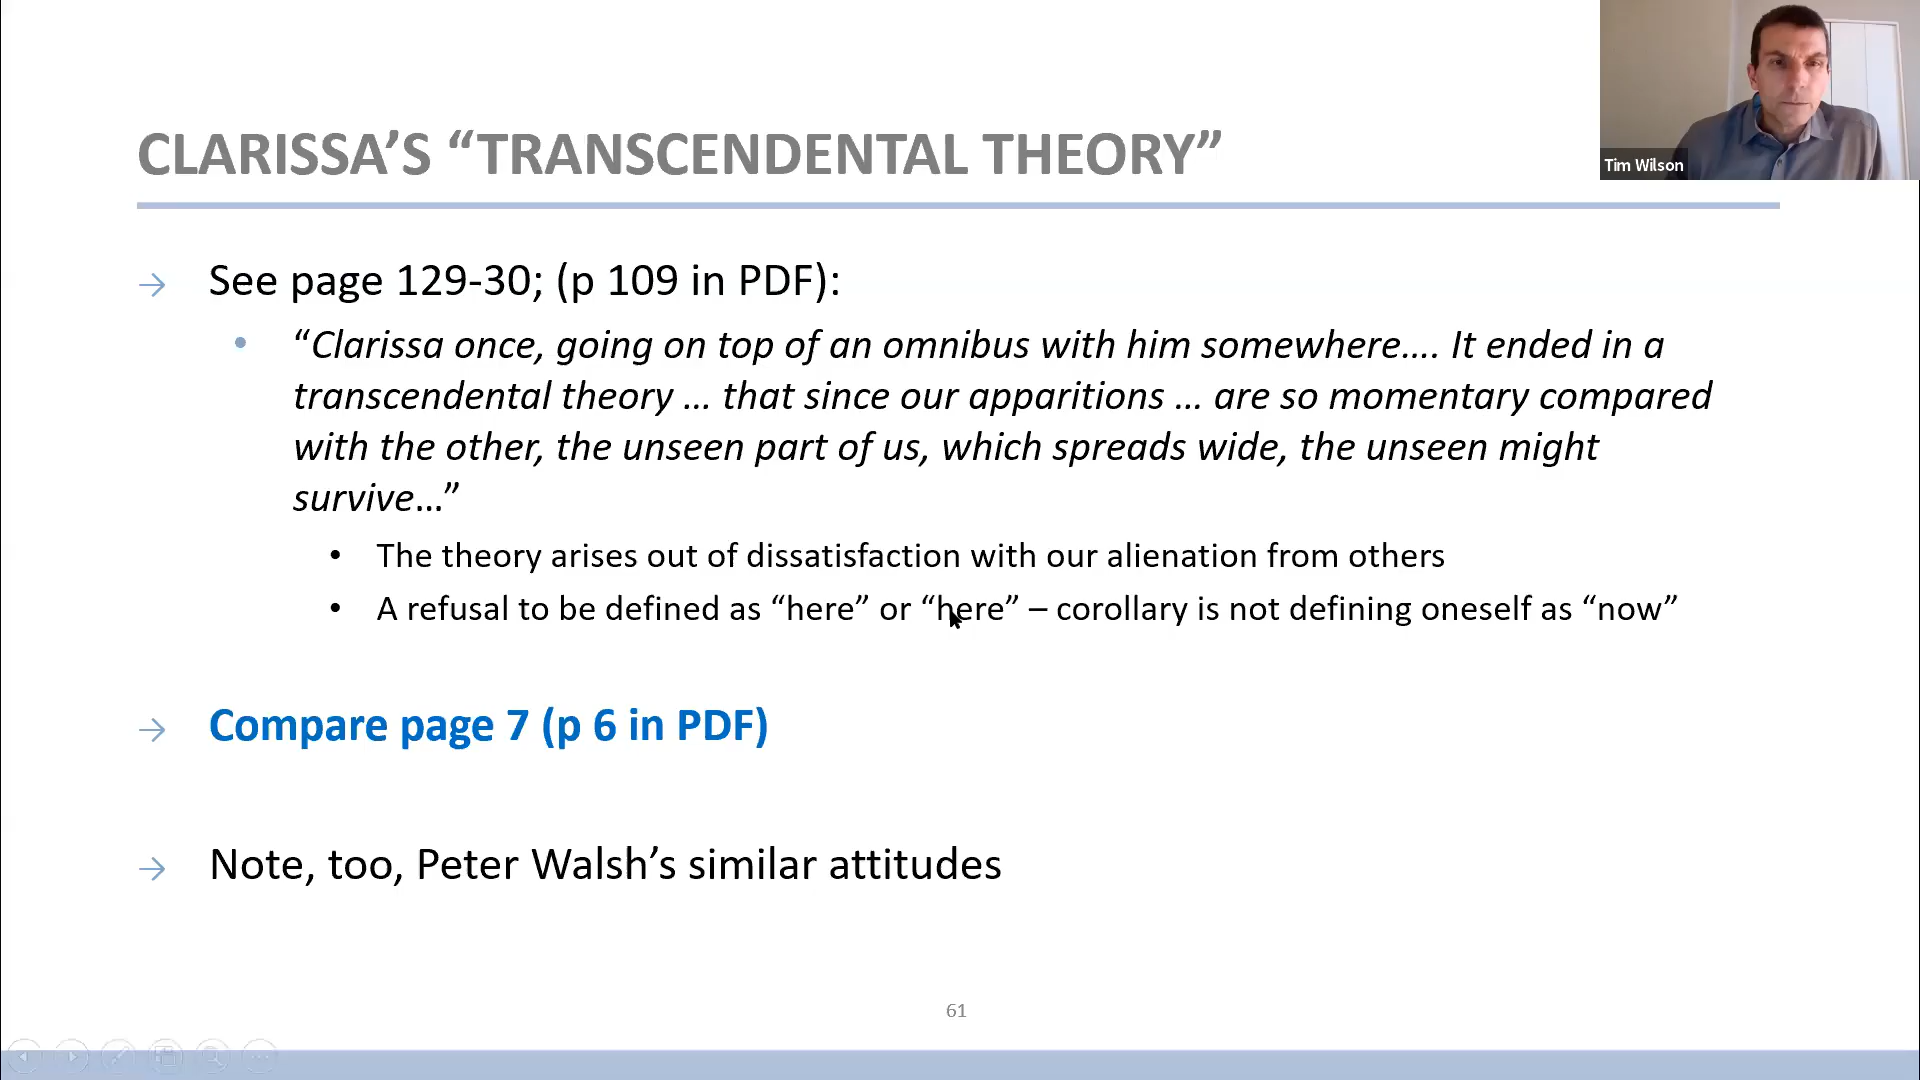 CLARISSA’S “TRANSCENDENTAL THEORY”
Tim Wilson
See page 129-30; (p 109 in PDF):
“Clarissa once, going on top of an omnibus with him somewhere…. It ended in a
transcendental theory … that since our apparitions … are so momentary compared
with the other, the unseen part of us, which spreads wide, the unseen might
survive…”
The theory arises out of dissatisfaction with our alienation from others
A refusal to be defined as “here” or “here” – corollary is not defining oneself as “now”
Compare page 7 (p 6 in PDF)
Note, too, Peter Walsh’s similar attitudes
61